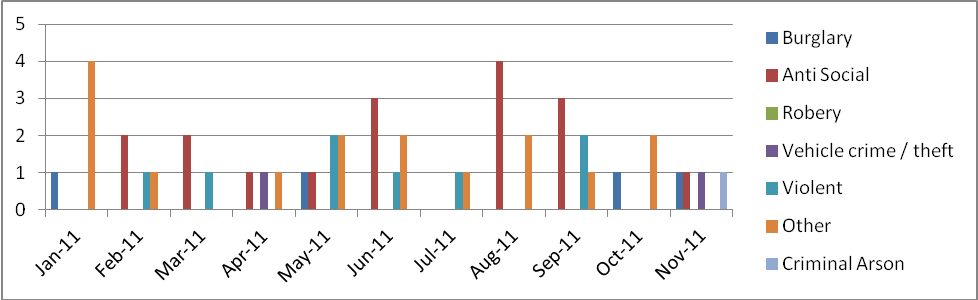 5
4
3
2
1
0
Jan-11
Feb-11
Mar-11
Apr-11
May-11
Jun-11
Jul-11
Aug-11
Sep-11
Oct-11
Nov-11
Burglary
Anti Social
Robery
Vehicle crime / theft
Violent
Other
Criminal Arson